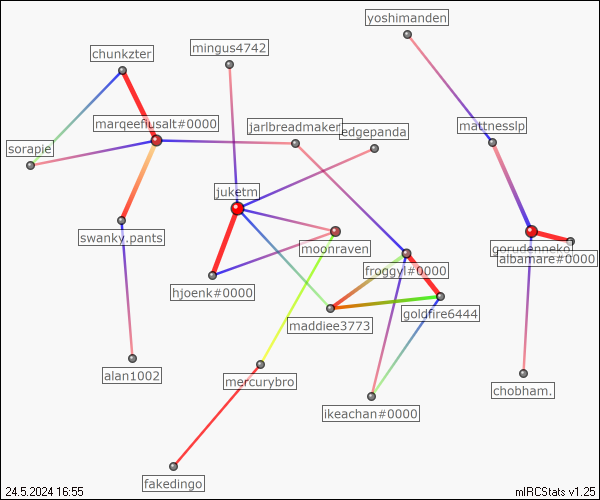 yoshimanden
mingus4742
chunkzter
marqeefiusalt#0000
jarlbreadmaker
edgepanda
mattnesslp
sorapie
juketm
swanky.pants
moonraven
gorudenneko
albamare#0000
froggyl#0000
hjoenk#0000
goldfire6444
maddiee3773
alan1002
mercurybro
chobham.
ikeachan#0000
fakedingo
24.5.2024 16:55
mIRCStats v1.25